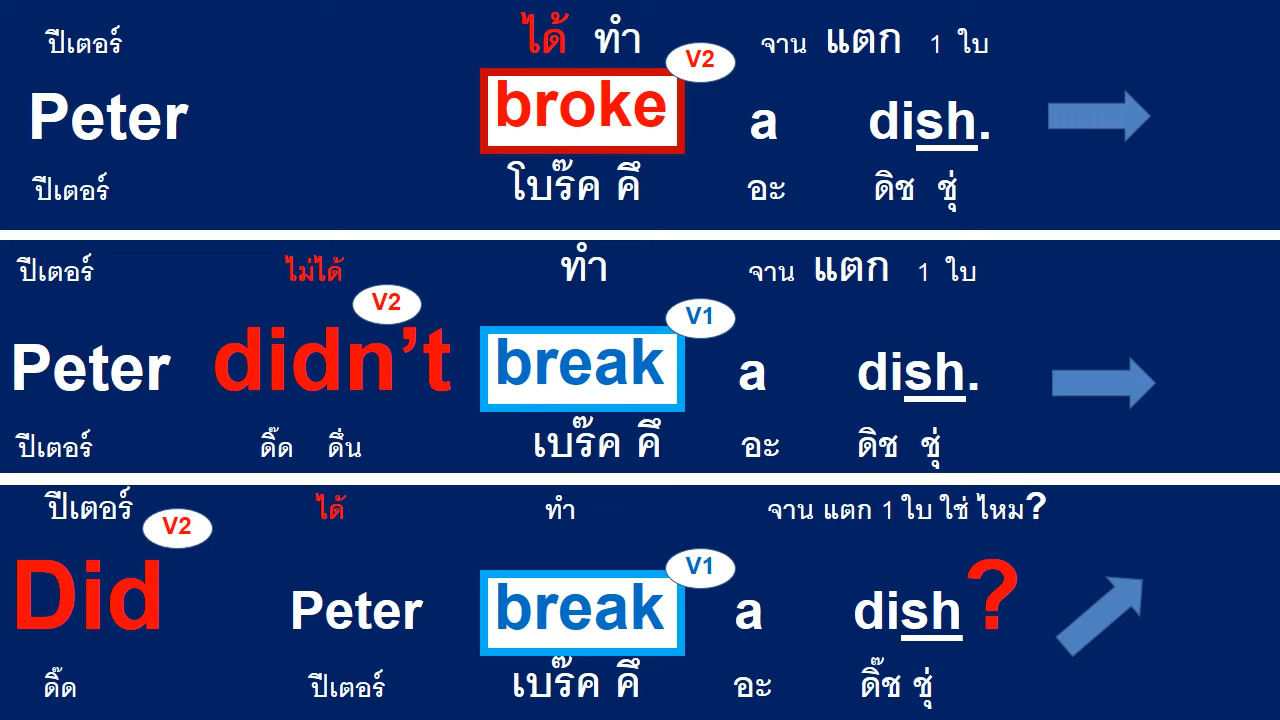 ปีเตอร์ ได้ ทำ จาน แตก 1 ใบ
V2
Peter broke a dish.
ปีเตอร์ โบร๊ค คึ อะ ดิช ชุ่
ปีเตอร์ ไม่ได้ ทำ จาน แตก 1 ใบ
V2 V1
Peter didn’t break a dish.
ปีเตอร์ ดิ๊ด ดึ่น เบร๊ค คึ อะ ดิช ชุ่
ปีเตอร์ ได้ ทำ จาน แตก 1 ใบ ใช่ ไหม?
V2 V1
Did Peter break a dish?
ดิ๊ด ปีเตอร์ เบร๊ค คึ อะ ดิ๊ช ชุ่